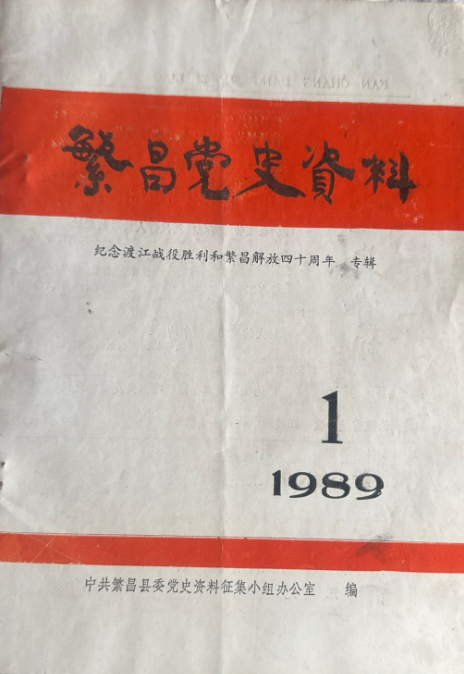 繁昌党史資料
纪念渡江战役胜利和繁昌解放四十周年 专辑
1
1989
中共繁昌县委党史资料征集小组办公室 编